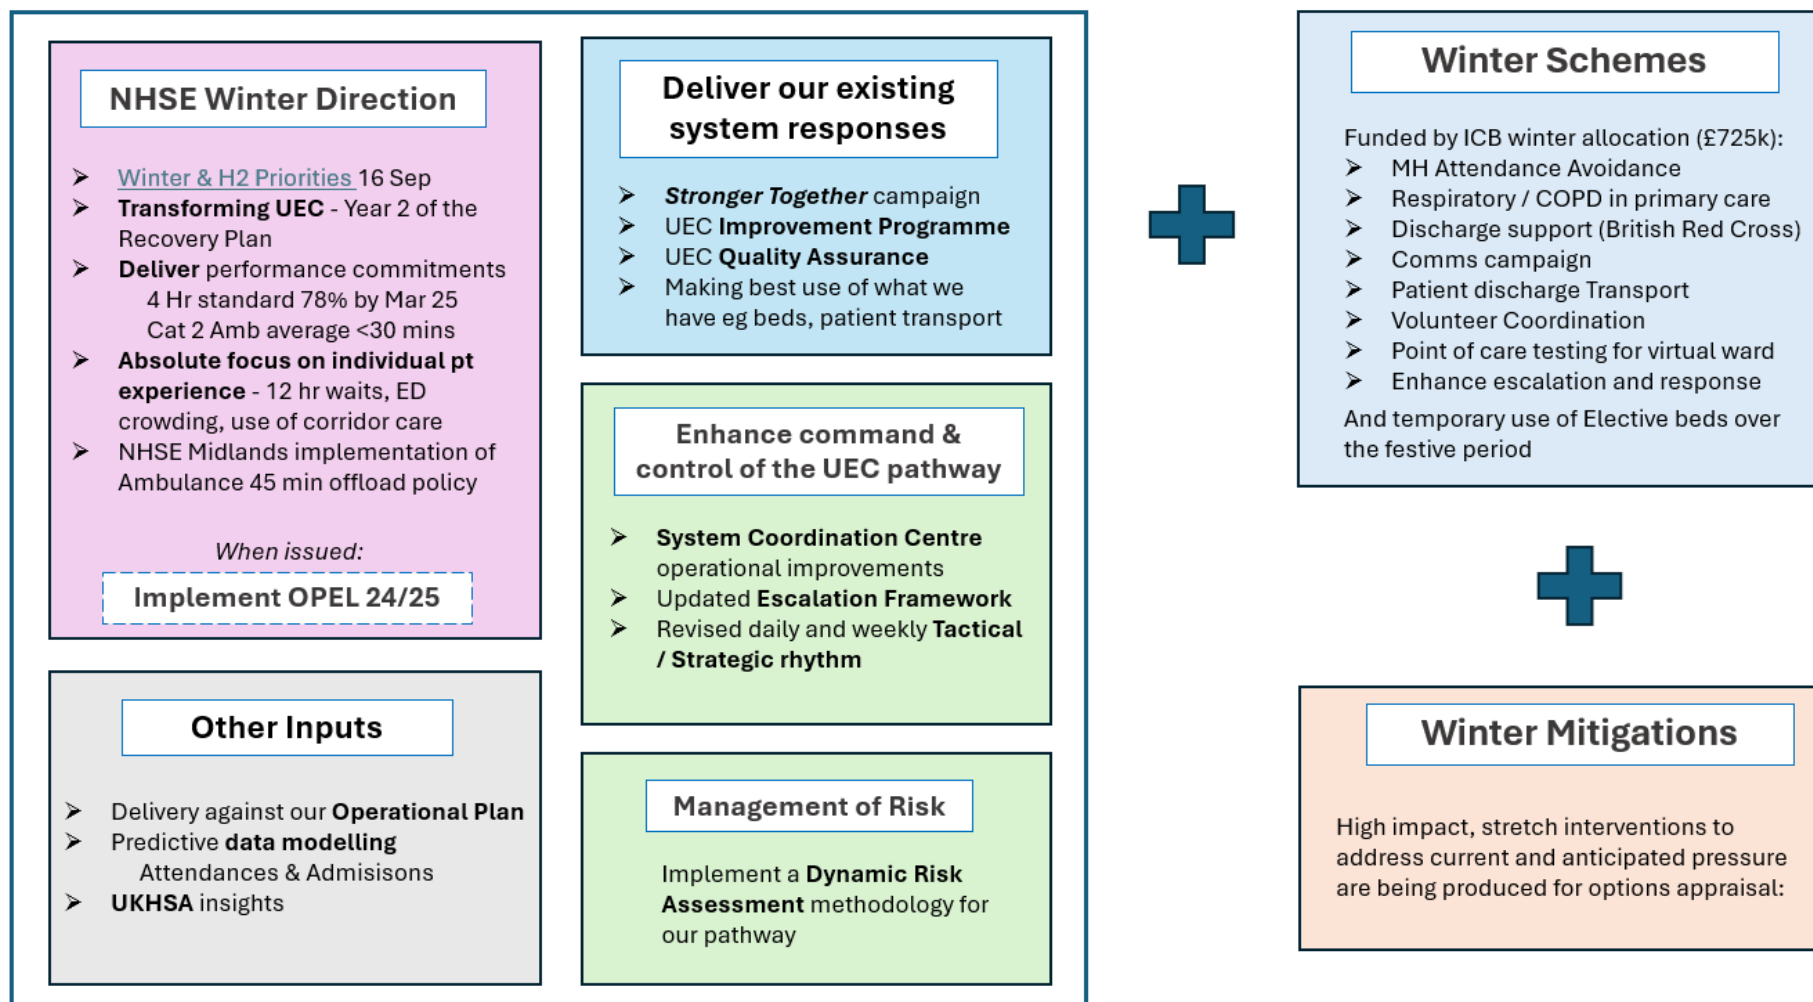 NHSE Winter Direction
➢ Winter & H2 Priorities 16 Sep
➢ Transforming UEC - Year 2 of the
Recovery Plan
➢ Deliver performance commitments
4 Hr standard 78% by Mar 25
Cat 2 Amb average <30 mins
➢ Absolute focus on individual pt
experience - 12 hr waits, ED
crowding, use of corridor care
➢ NHSE Midlands implementation of
Ambulance 45 min offload policy
When issued:
Implement OPEL 24/25
Other Inputs
➢ Delivery against our Operational Plan
➢ Predictive data modelling
Attendances & Admisisons
➢ UKHSA insights
Deliver our existing
system responses
➢ Stronger Together campaign
➢ UEC Improvement Programme
➢ UEC Quality Assurance
➢ Making best use of what we
have eg beds, patient transport
Enhance command &
control of the UEC pathway
➢ System Coordination Centre
operational improvements
➢ Updated Escalation Framework
➢ Revised daily and weekly Tactical
/ Strategic rhythm
Management of Risk
Implement a Dynamic Risk
Assessment methodology for
our pathway
Winter Schemes
Funded by ICB winter allocation (£725k):
➢ MH Attendance Avoidance
➢ Respiratory / COPD in primary care
➢ Discharge support (British Red Cross)
➢ Comms campaign
➢ Patient discharge Transport
➢ Volunteer Coordination
➢ Point of care testing for virtual ward
➢ Enhance escalation and response
And temporary use of Elective beds over
the festive period
Winter Mitigations
High impact, stretch interventions to
address current and anticipated pressure
are being produced for options appraisal: